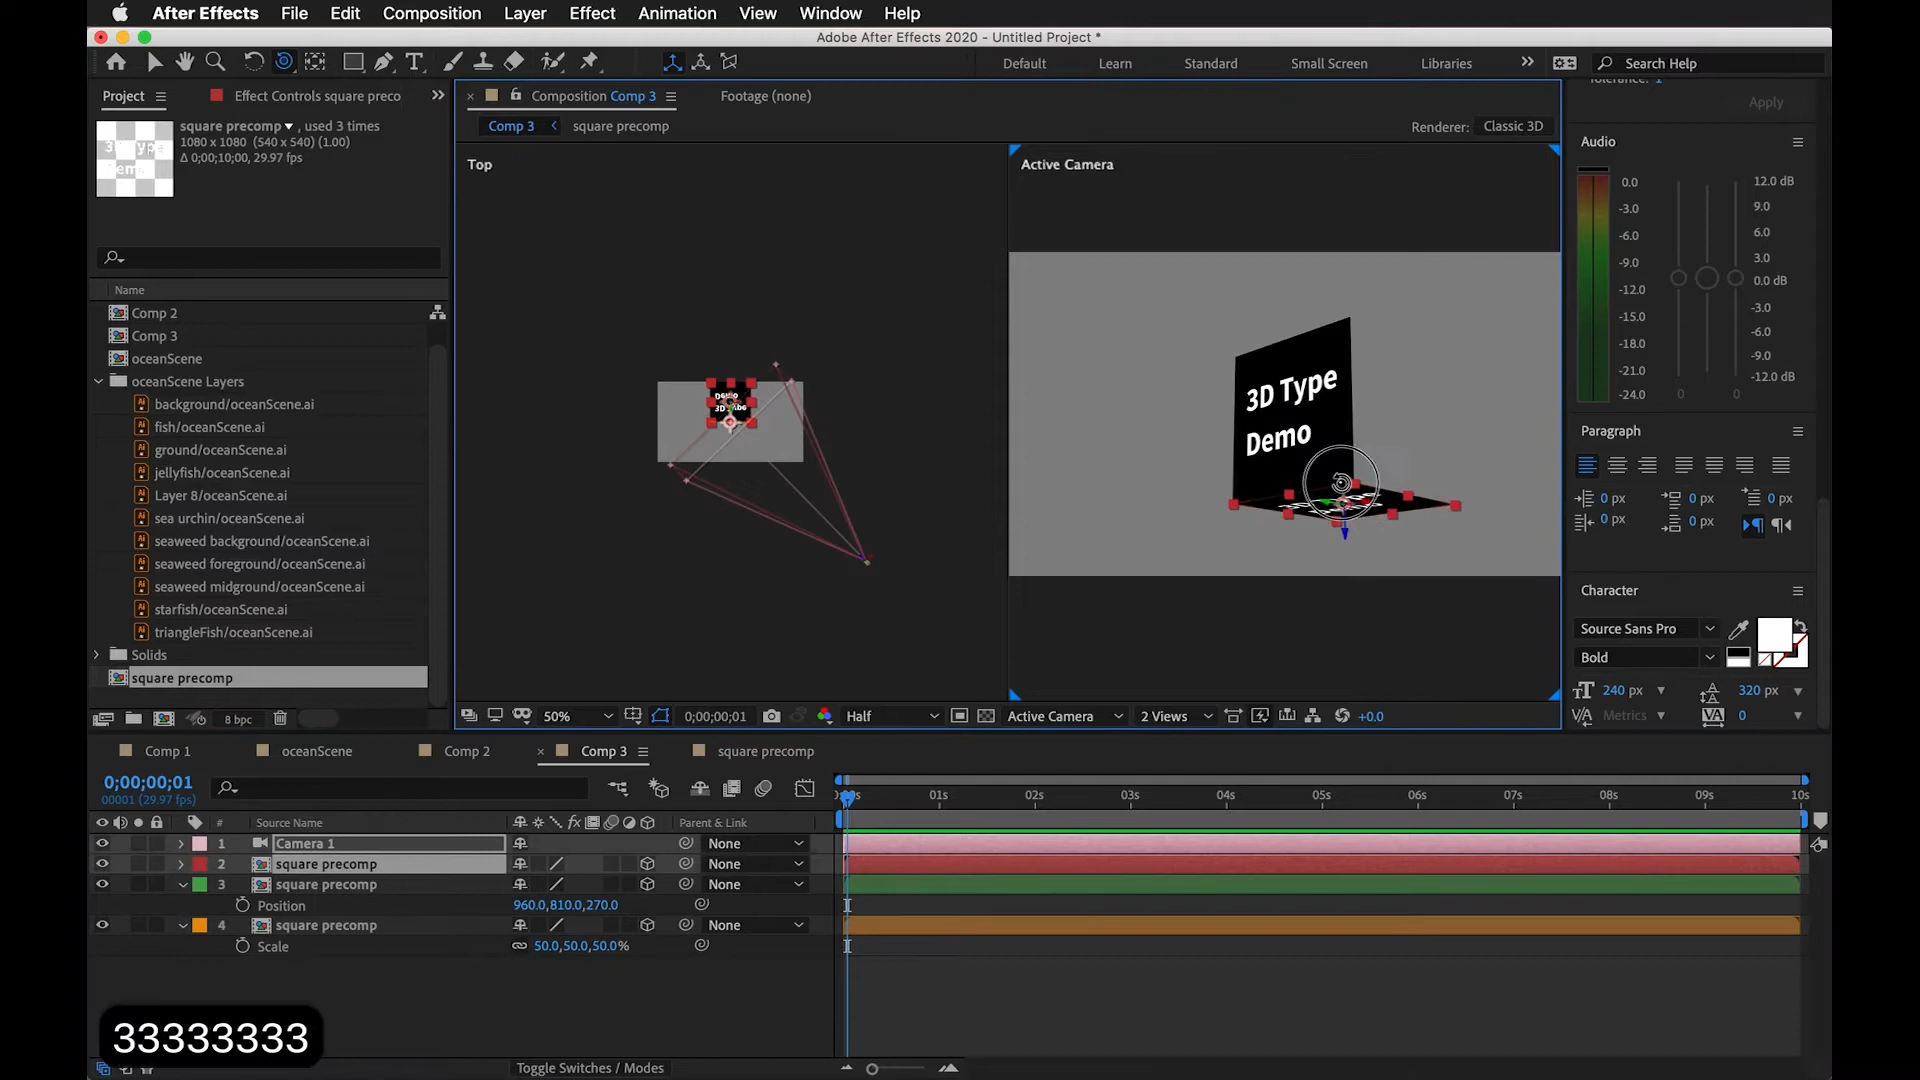 After Effects File Edit Composition Layer Effect Animation View Window Help
Adobe After Effects 2020 - Untitled Project *
Default Learn Standard Small Screen Libraries Search Help
Project Effect Controls square preco
Composition Comp 3 Footage (none)
Comp 3 square precomp
Renderer: Classic 3D
square precomp , used 3 times
1080 x 1080 (540 x 540) (1.00)
Δ 0;00;10;00, 29.97 fps
Name
Comp 2
Comp 3
oceanScene
oceanScene Layers
background/oceanScene.ai
fish/oceanScene.ai
ground/oceanScene.ai
jellyfish/oceanScene.ai
Layer 8/oceanScene.ai
sea urchin/oceanScene.ai
seaweed background/oceanScene.ai
seaweed foreground/oceanScene.ai
seaweed midground/oceanScene.ai
starfish/oceanScene.ai
triangleFish/oceanScene.ai
Solids
square precomp
8 bpc
Top
Active Camera
3D Type
Demo
50% 0;00;00;01 Half Active Camera 2 Views +0.0
Tolerance: 1
Apply
Audio
0.0
-3.0
-6.0
-9.0
-12.0
-15.0
-18.0
-21.0
-24.0
0 0
12.0 dB
9.0
6.0
3.0
0.0 dB
-3.0
-6.0
-9.0
-12.0 dB
Paragraph
0 px 0 px 0 px
0 px 0 px
Character
Source Sans Pro
Bold
240 px 320 px
Metrics 0
Comp 1 oceanScene Comp 2 Comp 3 square precomp
0;00;00;01
00001 (29.97 fps)
01s 02s 03s 04s 05s 06s 07s 08s 09s 10s
# Source Name Parent & Link
1 Camera 1 None
2 square precomp None
3 square precomp None
Position 960.0,810.0,270.0
4 square precomp None
Scale 50.0,50.0,50.0%
33333333
Toggle Switches / Modes